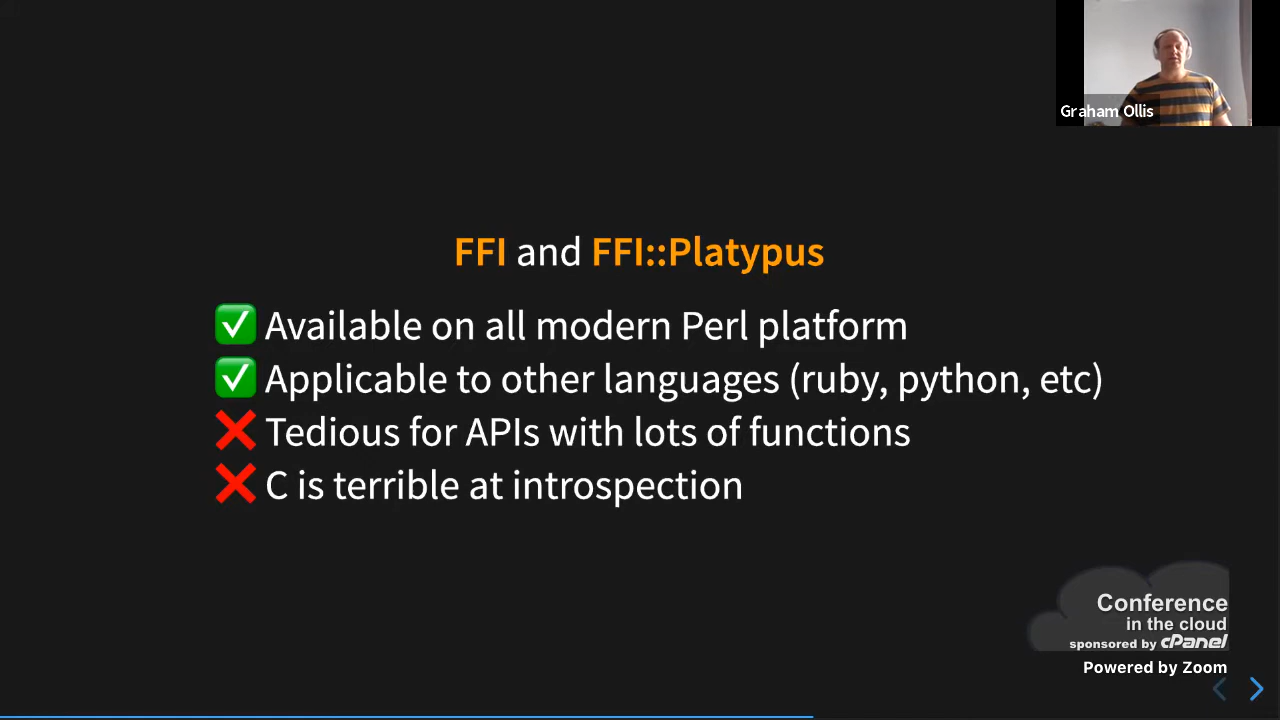 Graham Ollis
FFI and FFI::Platypus
✅ Available on all modern Perl platform
✅ Applicable to other languages (ruby, python, etc)
❌ Tedious for APIs with lots of functions
❌ C is terrible at introspection
Conference
in the cloud
sponsored by cPanel
Powered by Zoom